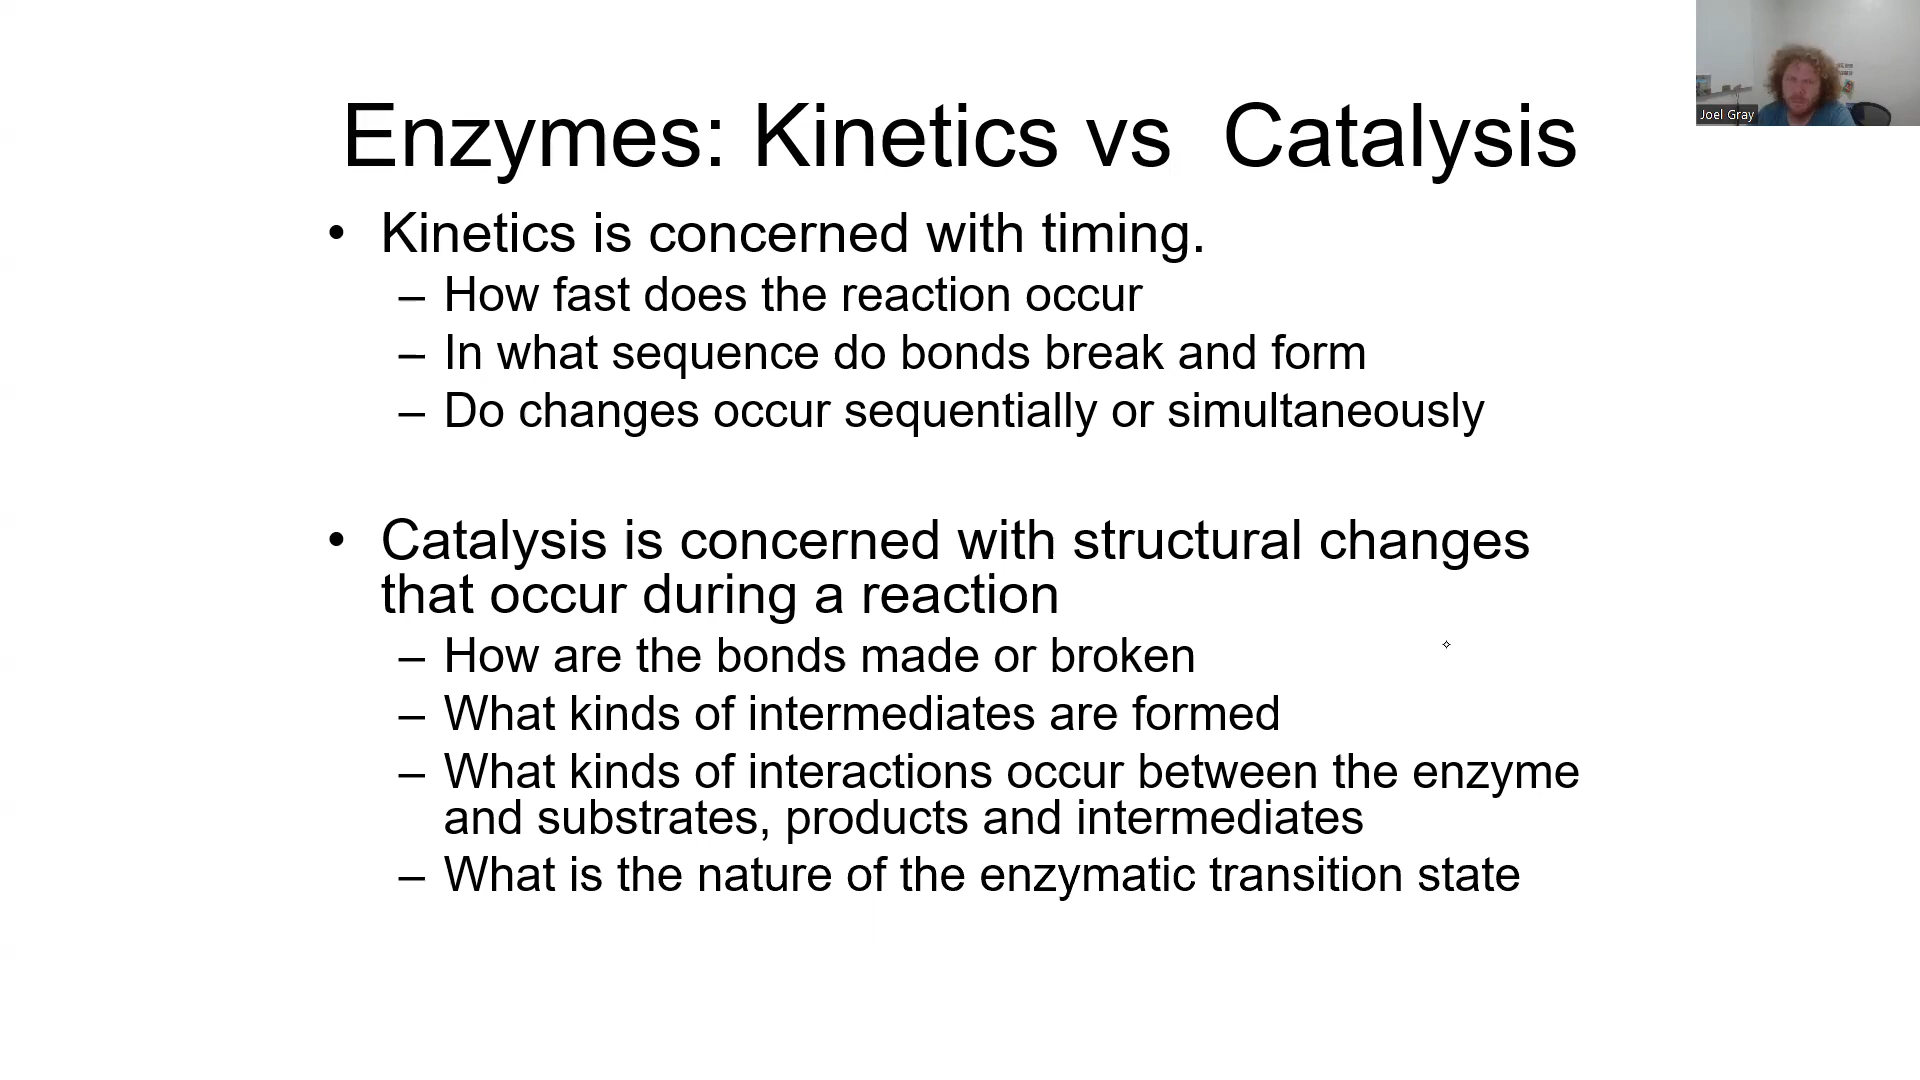 Enzymes: Kinetics vs  Catalysis
Joel Gray
• Kinetics is concerned with timing.
– How fast does the reaction occur
– In what sequence do bonds break and form
– Do changes occur sequentially or simultaneously
• Catalysis is concerned with structural changes
that occur during a reaction
– How are the bonds made or broken
– What kinds of intermediates are formed
– What kinds of interactions occur between the enzyme
and substrates, products and intermediates
– What is the nature of the enzymatic transition state